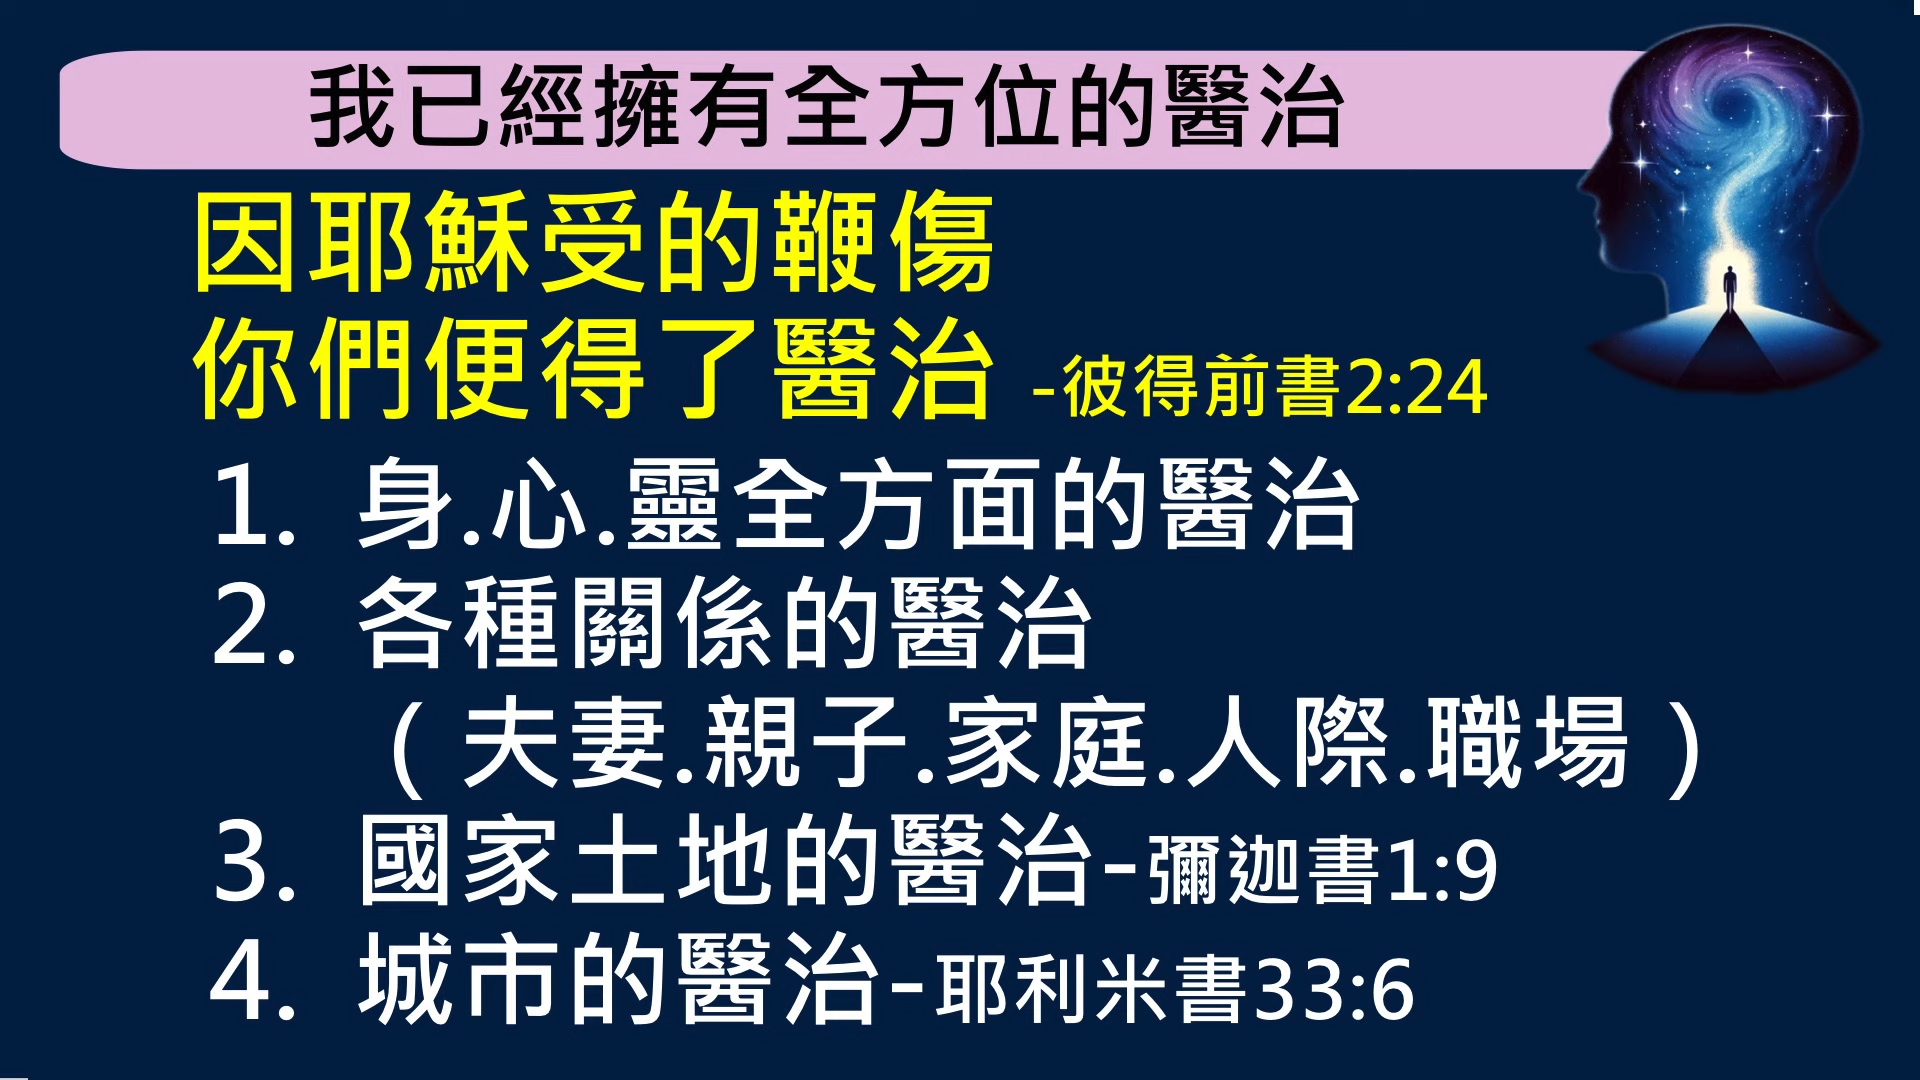 我已經擁有全方位的醫治
因耶穌受的鞭傷
你們便得了醫治 -彼得前書2:24
1. 身.心.靈全方面的醫治
2. 各種關係的醫治
（夫妻.親子.家庭.人際.職場）
3. 國家土地的醫治-彌迦書1:9
4. 城市的醫治-耶利米書33:6